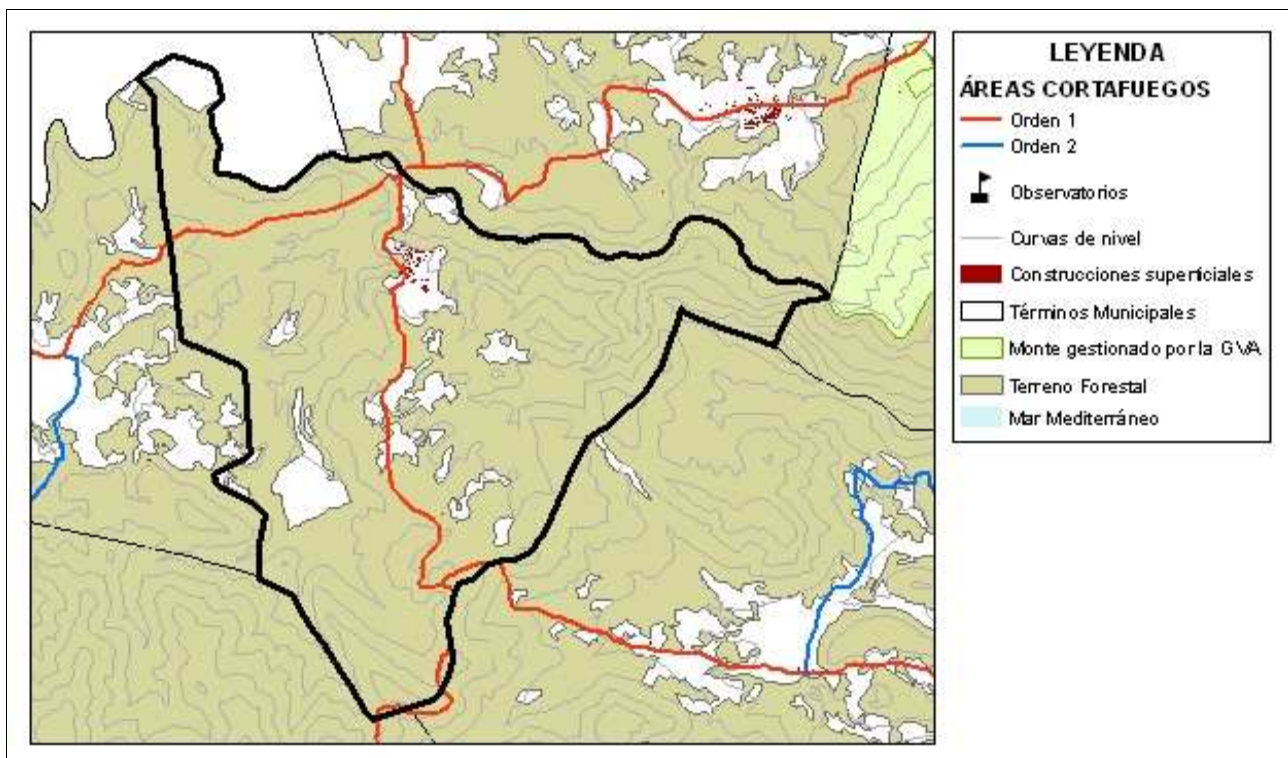 LEYENDA
ÁREAS CORTAFUEGOS
Orden 1
Orden 2
Observatorios
Curvas de nivel
Construcciones superficiales
Términos Municipales
Monte gestionado por la GVA
Terreno Forestal
Mar Mediterráneo